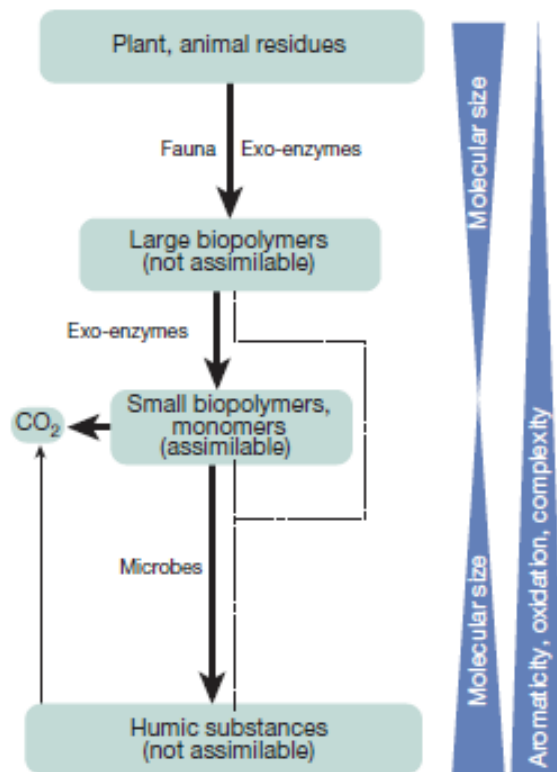 Plant, animal residues
Fauna
Exo-enzymes
Large biopolymers
(not assimilable)
Exo-enzymes
Small biopolymers,
monomers
(assimilable)
CO₂
Microbes
Humic substances
(not assimilable)
Molecular size
Molecular size
Aromaticity, oxidation, complexity